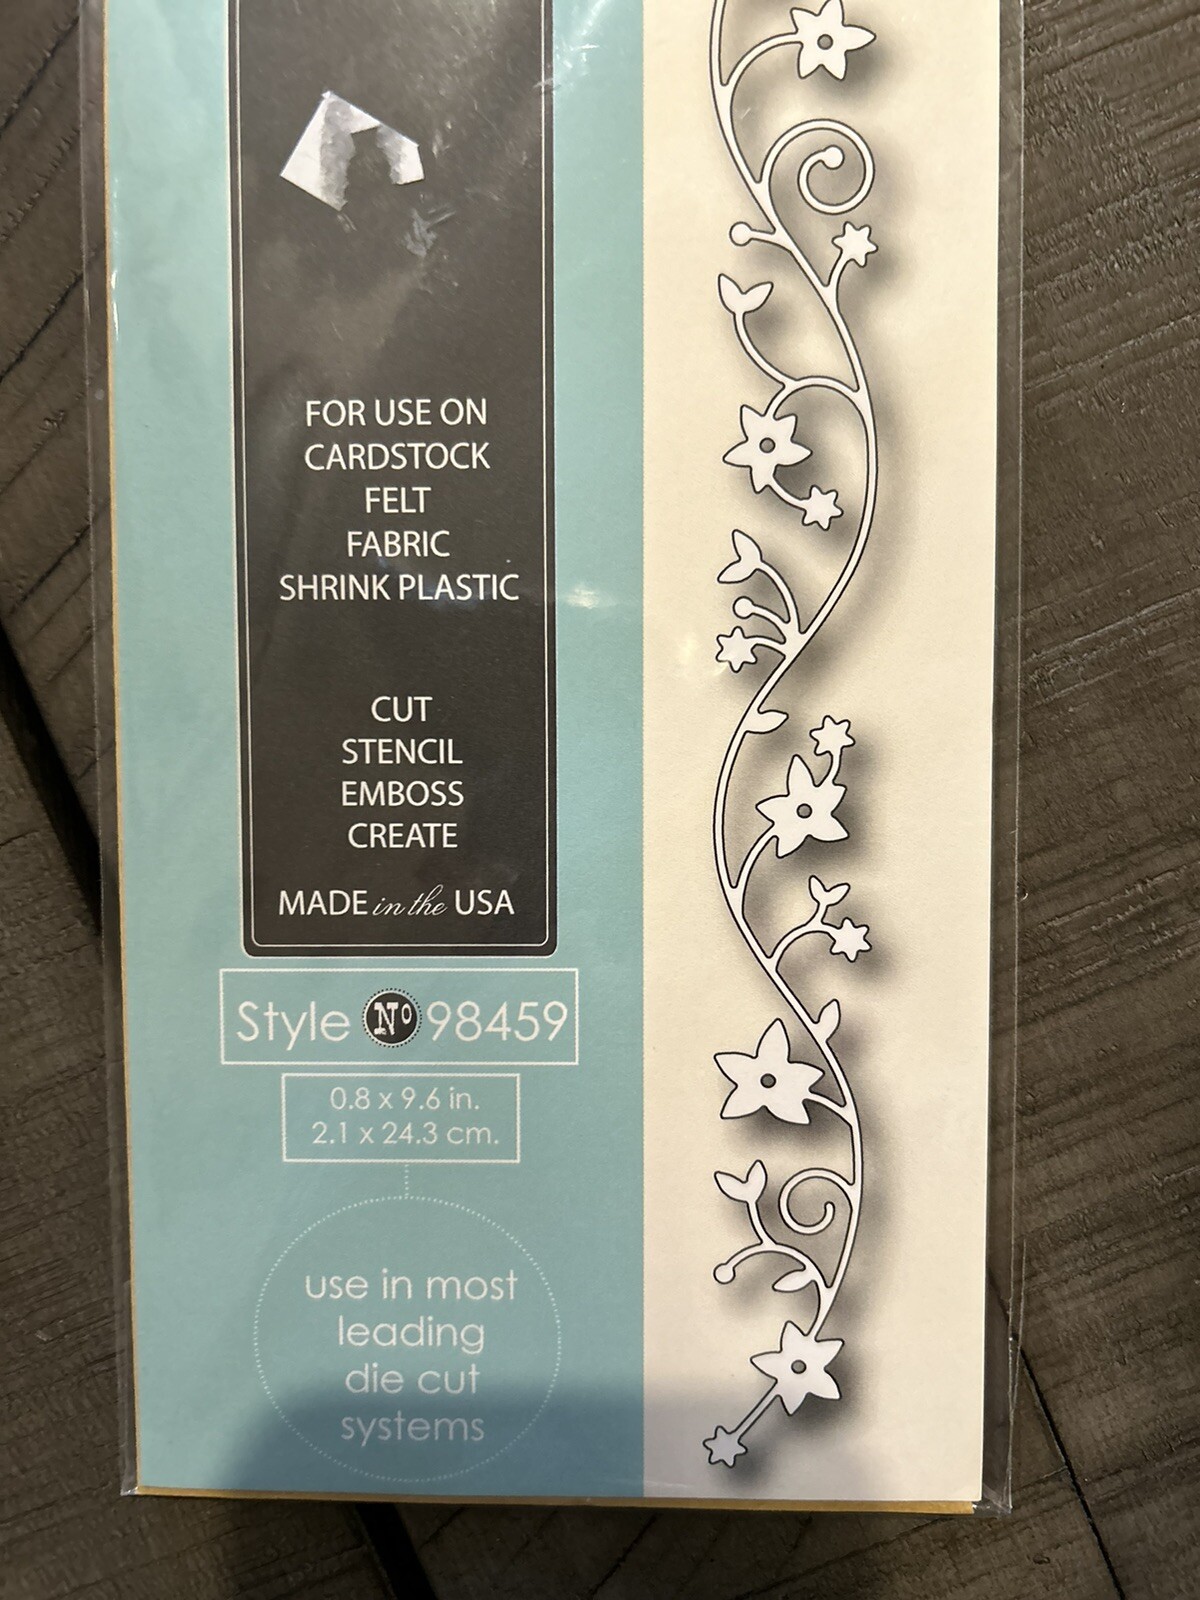 FOR USE ON
CARDSTOCK
FELT
FABRIC
SHRINK PLASTIC
CUT
STENCIL
EMBOSS
CREATE
MADE in the USA
Style Nº 98459
0.8 x 9.6 in.
2.1 x 24.3 cm.
use in most
leading
die cut
systems